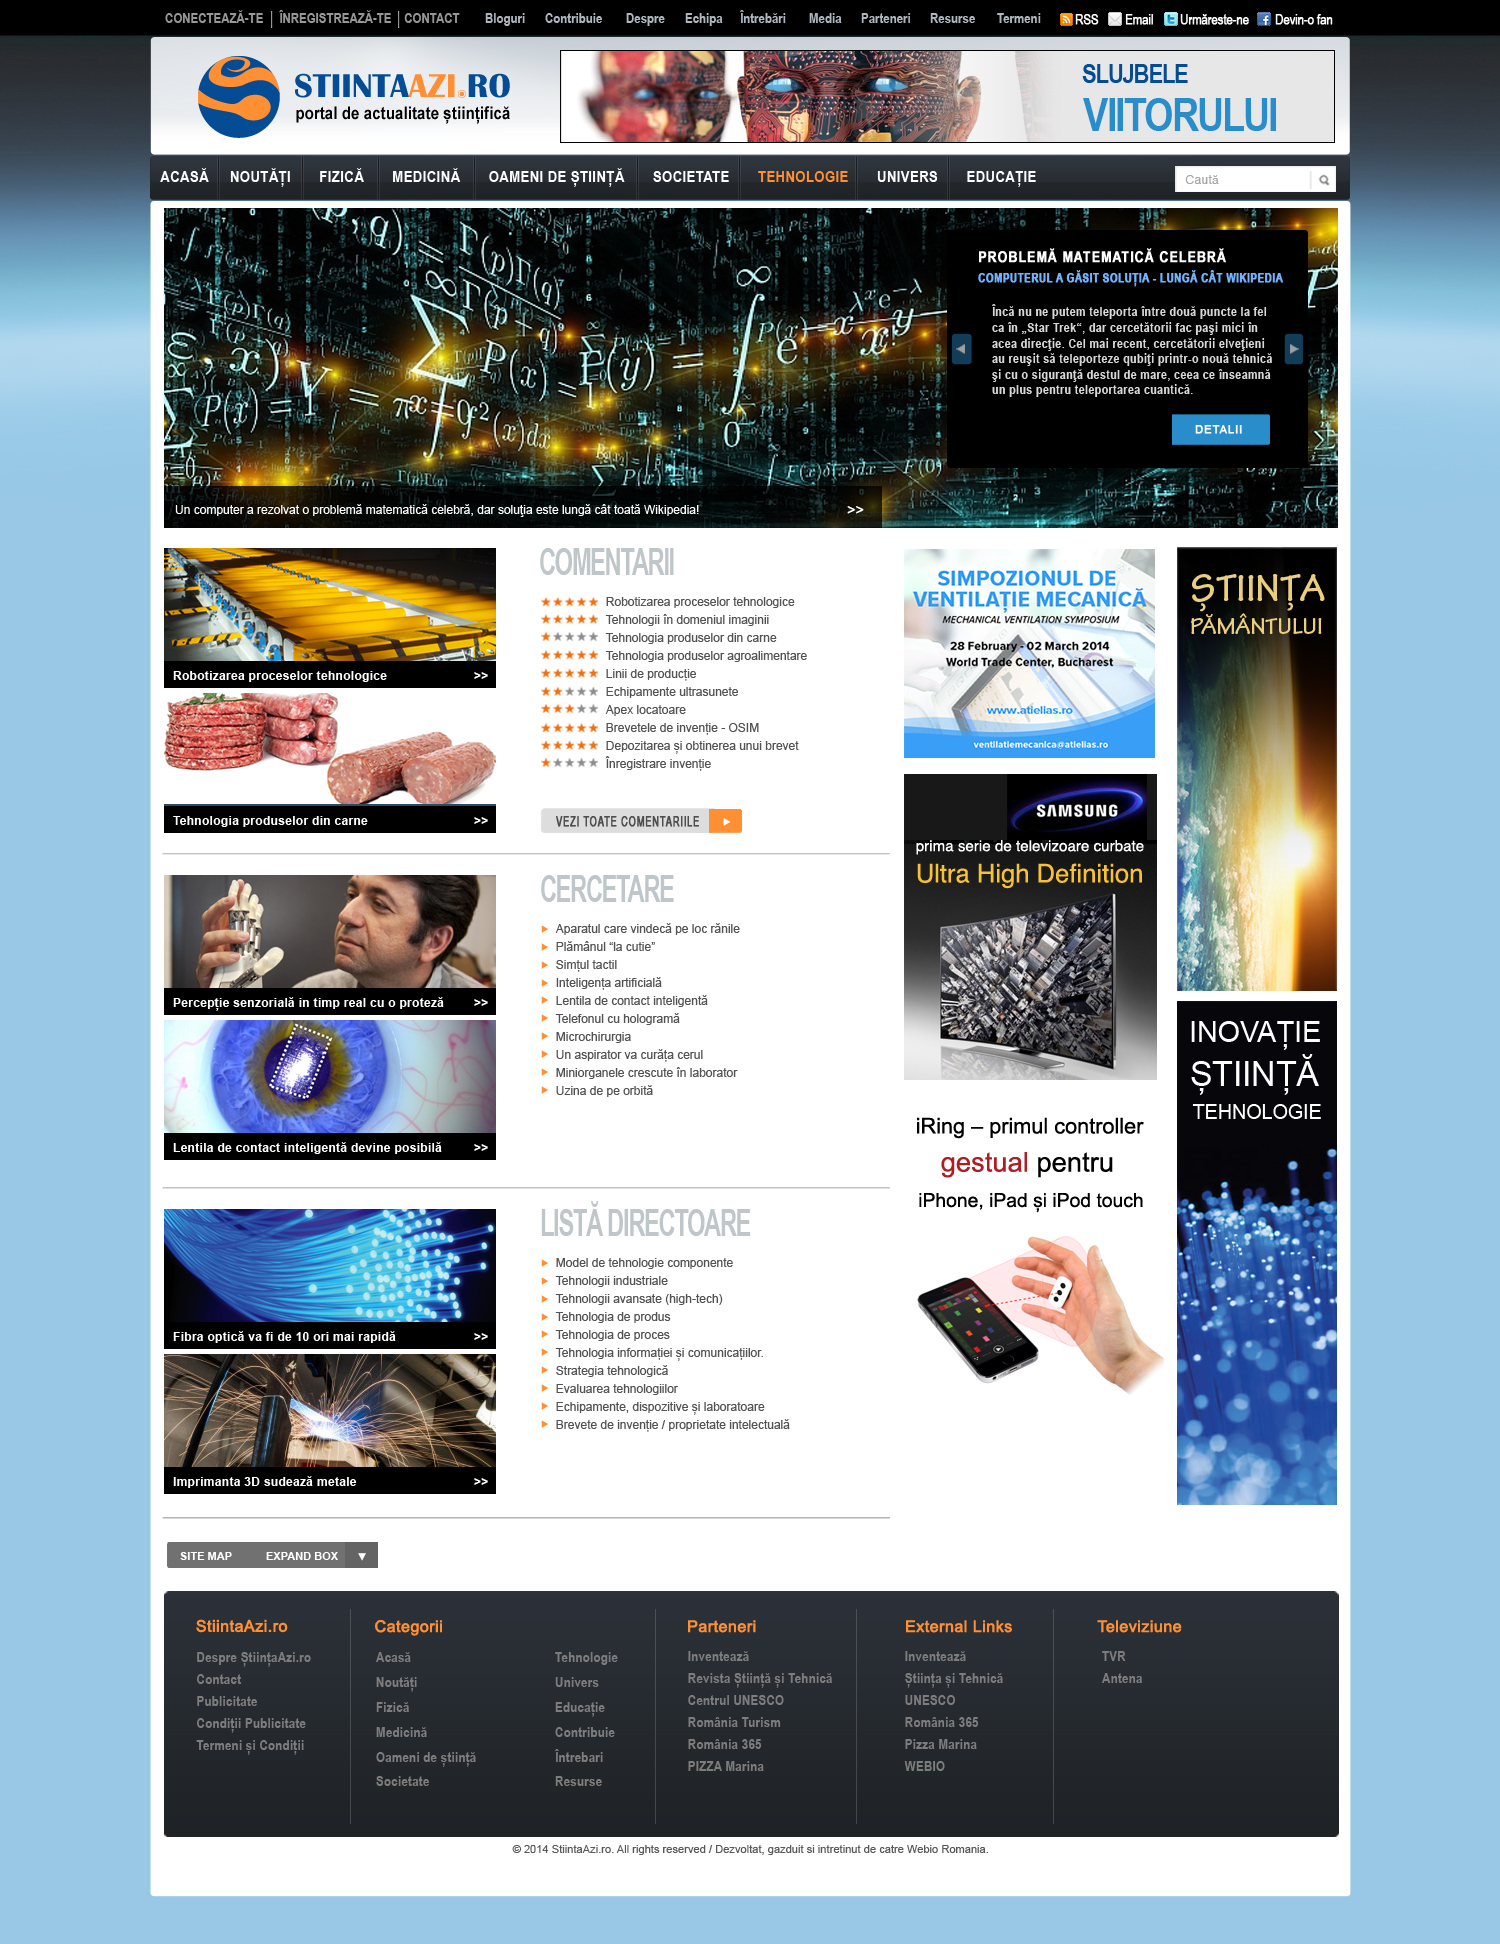 CONECTEAZĂ-TE | ÎNREGISTREAZĂ-TE | CONTACT Bloguri Contribuie Despre Echipa Întrebări Media Parteneri Resurse Termeni RSS Email Urmăreste-ne Devin-o fan
STIINTAAZI.RO
portal de actualitate științifică
SLUJBELE
VIITORULUI
ACASĂ NOUTĂȚI FIZICĂ MEDICINĂ OAMENI DE ȘTIINȚĂ SOCIETATE TEHNOLOGIE UNIVERS EDUCAȚIE Caută
PROBLEMĂ MATEMATICĂ CELEBRĂ
COMPUTERUL A GĂSIT SOLUȚIA - LUNGĂ CÂT WIKIPEDIA
Încă nu ne putem teleporta între două puncte la fel
ca în „Star Trek“, dar cercetătorii fac paşi mici în
acea direcţie. Cel mai recent, cercetătorii elveţieni
au reuşit să teleporteze qubiţi printr-o nouă tehnică
şi cu o siguranţă destul de mare, ceea ce înseamnă
un plus pentru teleportarea cuantică.
DETALII
Un computer a rezolvat o problemă matematică celebră, dar soluţia este lungă cât toată Wikipedia! >>
Robotizarea proceselor tehnologice >>
Tehnologia produselor din carne >>
COMENTARII
Robotizarea proceselor tehnologice
Tehnologii în domeniul imaginii
Tehnologia produselor din carne
Tehnologia produselor agroalimentare
Linii de producție
Echipamente ultrasunete
Apex locatoare
Brevetele de invenție - OSIM
Depozitarea și obtinerea unui brevet
Înregistrare invenție
VEZI TOATE COMENTARIILE
Percepție senzorială in timp real cu o proteză >>
Lentila de contact inteligentă devine posibilă >>
CERCETARE
Aparatul care vindecă pe loc rănile
Plămânul “la cutie”
Simțul tactil
Inteligența artificială
Lentila de contact inteligentă
Telefonul cu hologramă
Microchirurgia
Un aspirator va curăța cerul
Miniorganele crescute în laborator
Uzina de pe orbită
Fibra optică va fi de 10 ori mai rapidă >>
Imprimanta 3D sudează metale >>
LISTĂ DIRECTOARE
Model de tehnologie componente
Tehnologii industriale
Tehnologii avansate (high-tech)
Tehnologia de produs
Tehnologia de proces
Tehnologia informației și comunicațiilor.
Strategia tehnologică
Evaluarea tehnologiilor
Echipamente, dispozitive și laboratoare
Brevete de invenție / proprietate intelectuală
SIMPOZIONUL DE
VENTILAȚIE MECANICĂ
MECHANICAL VENTILATION SYMPOSIUM
28 February - 02 March 2014
World Trade Center, Bucharest
www.atielias.ro
ventilatiemecanica@atielias.ro
SAMSUNG
prima serie de televizoare curbate
Ultra High Definition
iRing – primul controller
gestual pentru
iPhone, iPad și iPod touch
ȘTIINȚA
PĂMÂNTULUI
INOVAȚIE
ȘTIINȚĂ
TEHNOLOGIE
SITE MAP EXPAND BOX
StiintaAzi.ro
Despre ȘtiințaAzi.ro
Contact
Publicitate
Condiții Publicitate
Termeni și Condiții
Categorii
Acasă
Noutăți
Fizică
Medicină
Oameni de știință
Societate
Tehnologie
Univers
Educație
Contribuie
Întrebari
Resurse
Parteneri
Inventează
Revista Știință și Tehnică
Centrul UNESCO
România Turism
România 365
PIZZA Marina
External Links
Inventează
Știința și Tehnică
UNESCO
România 365
Pizza Marina
WEBIO
Televiziune
TVR
Antena
© 2014 StiintaAzi.ro. All rights reserved / Dezvoltat, gazduit si intretinut de catre Webio Romania.